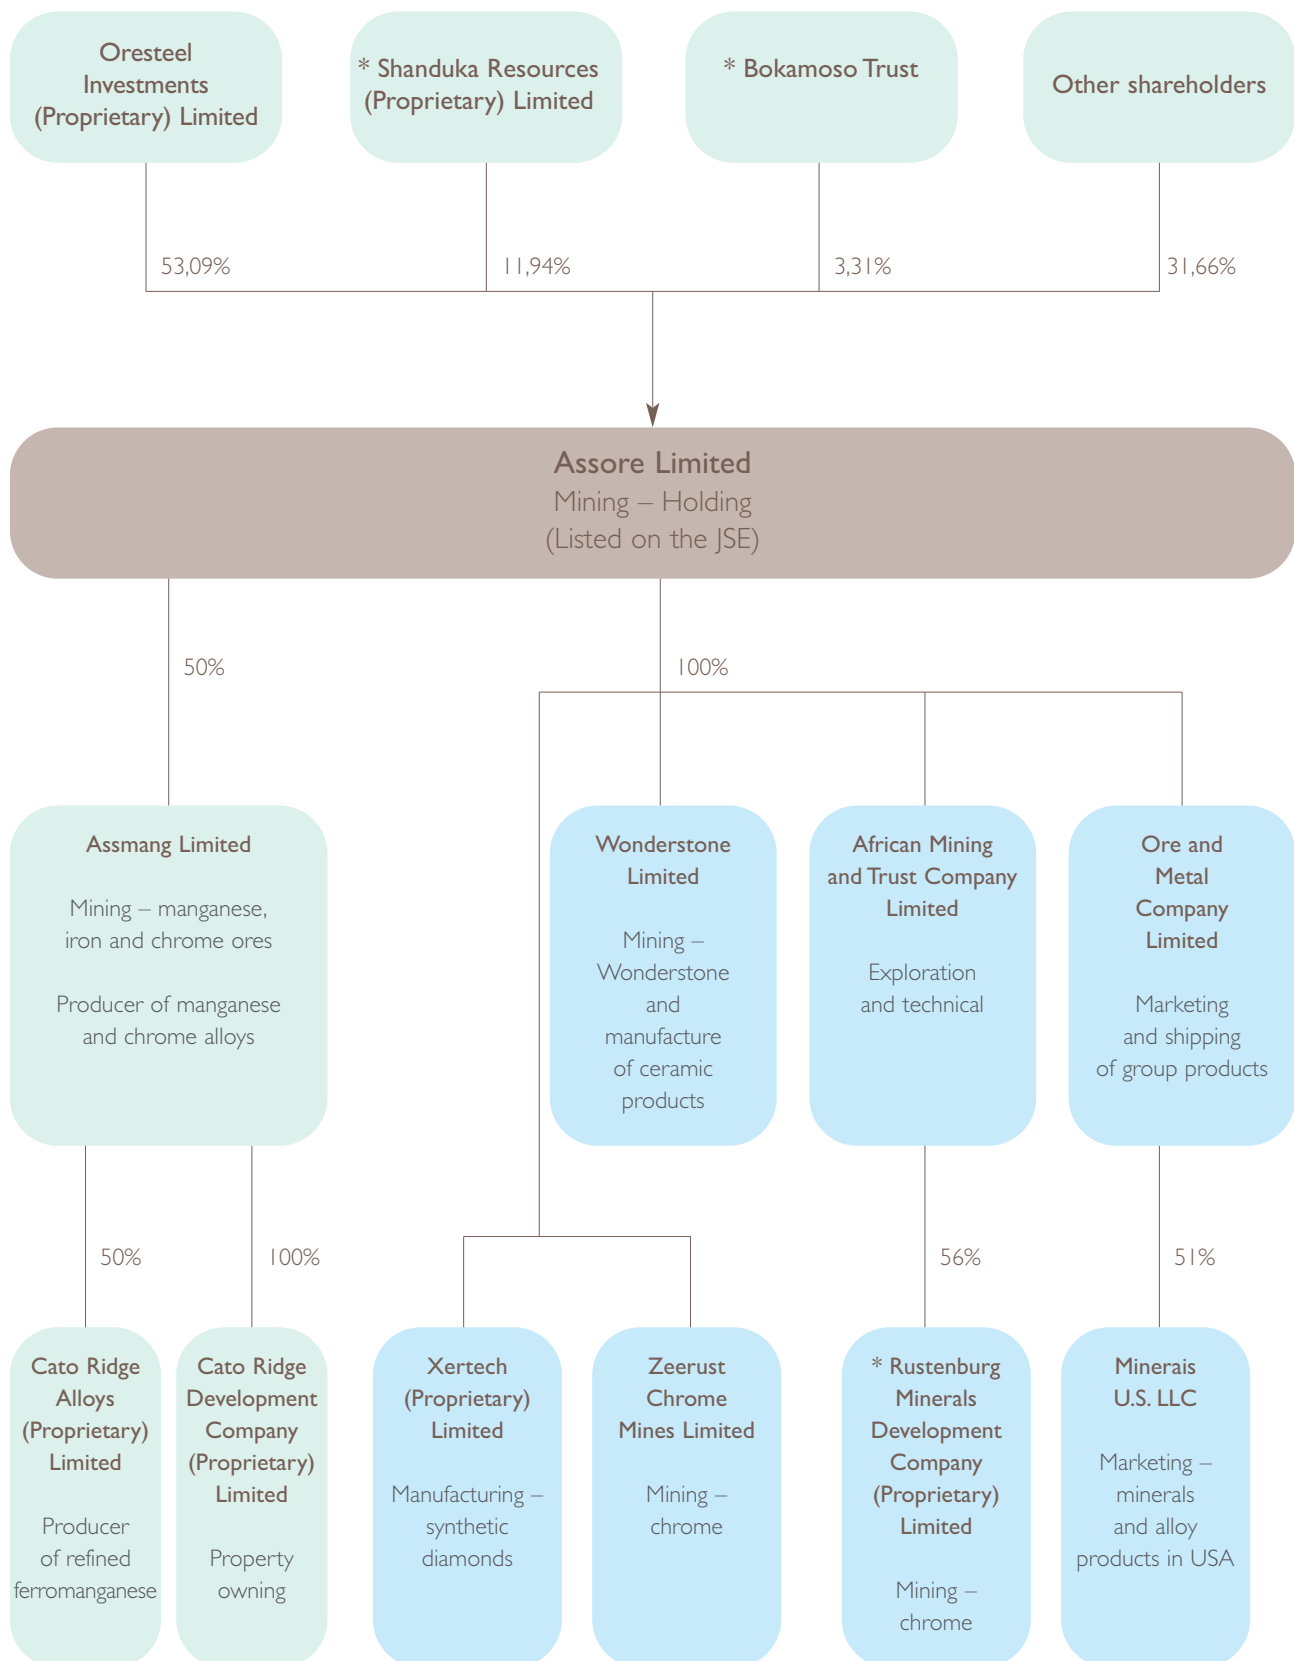 Oresteel
Investments
(Proprietary) Limited
* Shanduka Resources
(Proprietary) Limited
* Bokamoso Trust
Other shareholders
53,09%
11,94%
3,31%
31,66%
Assore Limited
Mining – Holding
(Listed on the JSE)
50%
100%
Assmang Limited
Mining – manganese,
iron and chrome ores
Producer of manganese
and chrome alloys
Wonderstone
Limited
Mining –
Wonderstone
and
manufacture
of ceramic
products
African Mining
and Trust Company
Limited
Exploration
and technical
Ore and
Metal
Company
Limited
Marketing
and shipping
of group products
50%
100%
56%
51%
Cato Ridge
Alloys
(Proprietary)
Limited
Producer
of refined
ferromanganese
Cato Ridge
Development
Company
(Proprietary)
Limited
Property
owning
Xertech
(Proprietary)
Limited
Manufacturing –
synthetic
diamonds
Zeerust
Chrome
Mines Limited
Mining –
chrome
* Rustenburg
Minerals
Development
Company
(Proprietary)
Limited
Mining –
chrome
Minerais
U.S. LLC
Marketing –
minerals
and alloy
products in USA